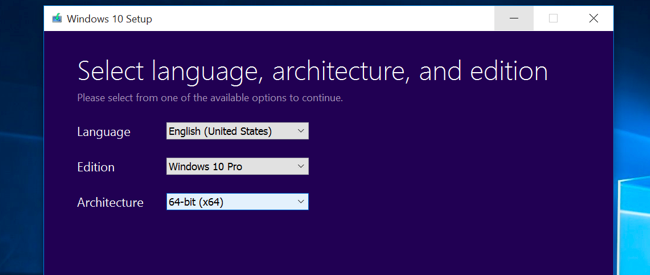 Windows 10 Setup
Select language, architecture, and edition
Please select from one of the available options to continue.
Language English (United States)
Edition Windows 10 Pro
Architecture 64-bit (x64)